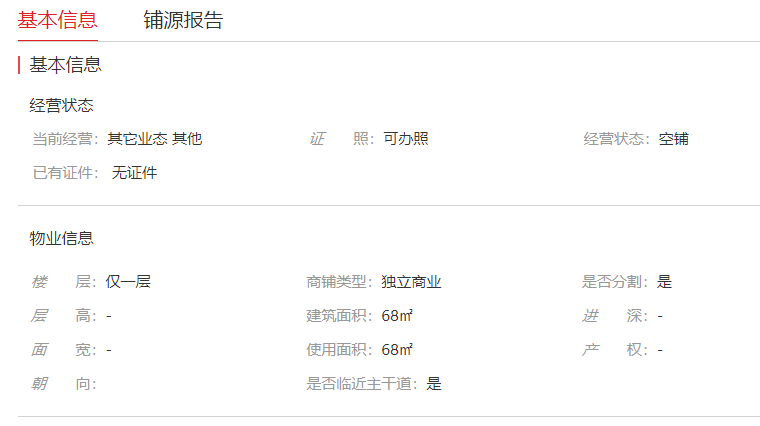 基本信息 铺源报告
基本信息
经营状态
当前经营: 其它业态 其他 证 照: 可办照 经营状态: 空铺
已有证件: 无证件
物业信息
楼 层: 仅一层 商铺类型: 独立商业 是否分割: 是
层 高: - 建筑面积: 68㎡ 进 深: -
面 宽: - 使用面积: 68㎡ 产 权: -
朝 向: 是否临近主干道: 是